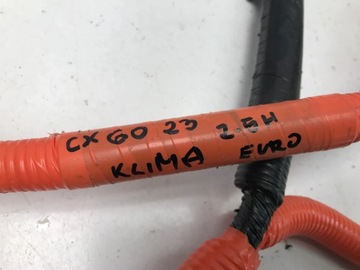 CX60 23 2.5H
KLIMA EURO